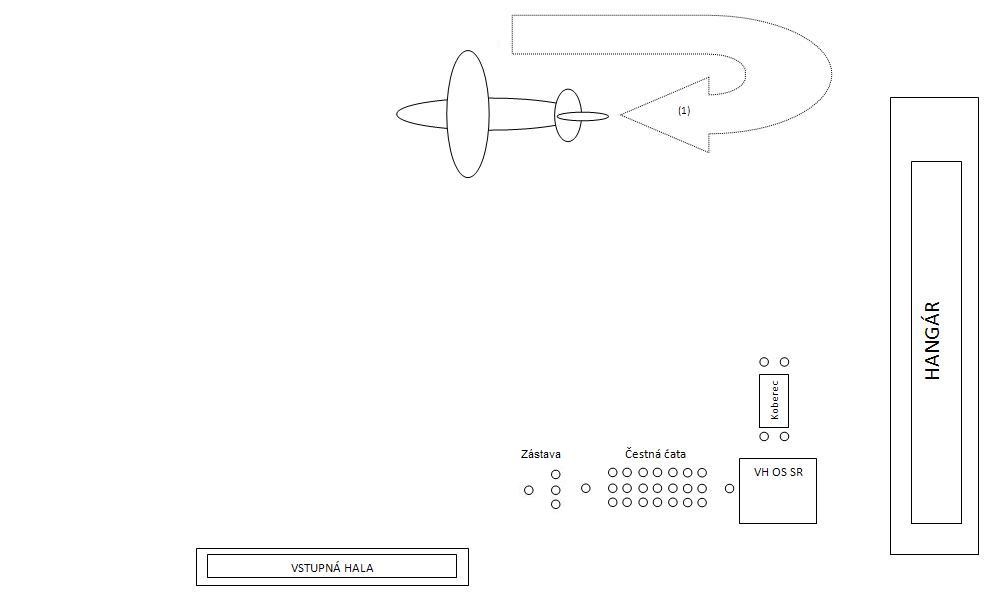 (1)
HANGÁR
Koberec
Zástava
Čestná čata
VH OS SR
VSTUPNÁ HALA